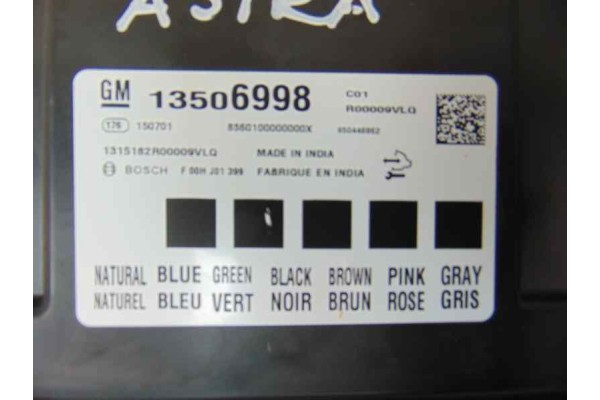 ASTRA
GM 13506998 C01
R00009VLQ
176 150701 8360100000000X 650446862
1315182R00009VLQ MADE IN INDIA
BOSCH F 00H J01 399 FABRIQUE EN INDIA
NATURAL BLUE GREEN BLACK BROWN PINK GRAY
NATUREL BLEU VERT NOIR BRUN ROSE GRIS